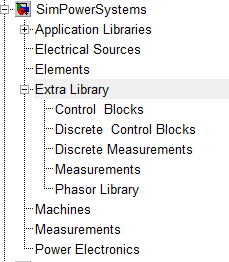 SimPowerSystems
Application Libraries
Electrical Sources
Elements
Extra Library
Control  Blocks
Discrete  Control Blocks
Discrete Measurements
Measurements
Phasor Library
Machines
Measurements
Power Electronics